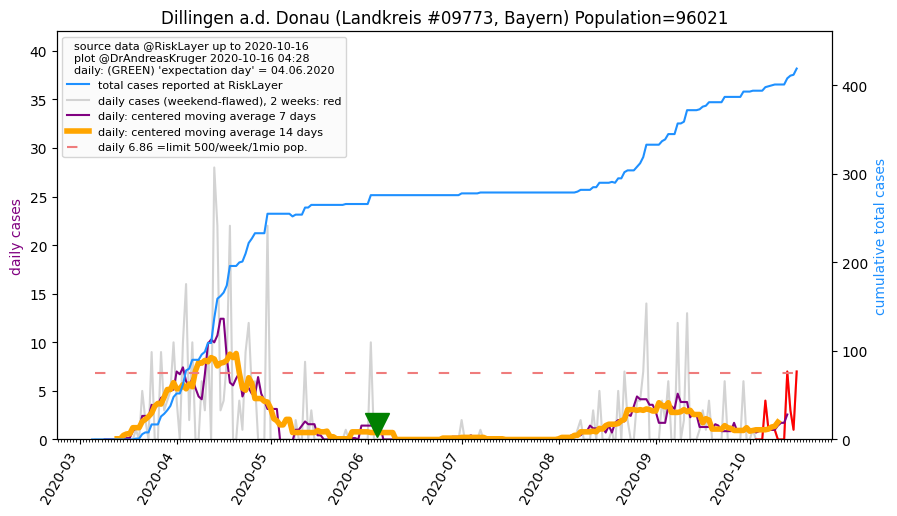 Dillingen a.d. Donau (Landkreis #09773, Bayern) Population=96021
source data @RiskLayer up to 2020-10-16
plot @DrAndreasKruger 2020-10-16 04:28
daily: (GREEN) 'expectation day' = 04.06.2020
total cases reported at RiskLayer
daily cases (weekend-flawed), 2 weeks: red
daily: centered moving average 7 days
daily: centered moving average 14 days
daily 6.86 =limit 500/week/1mio pop.
daily cases
40
35
30
25
20
15
10
5
0
cumulative total cases
400
300
200
100
0
2020-03
2020-04
2020-05
2020-06
2020-07
2020-08
2020-09
2020-10